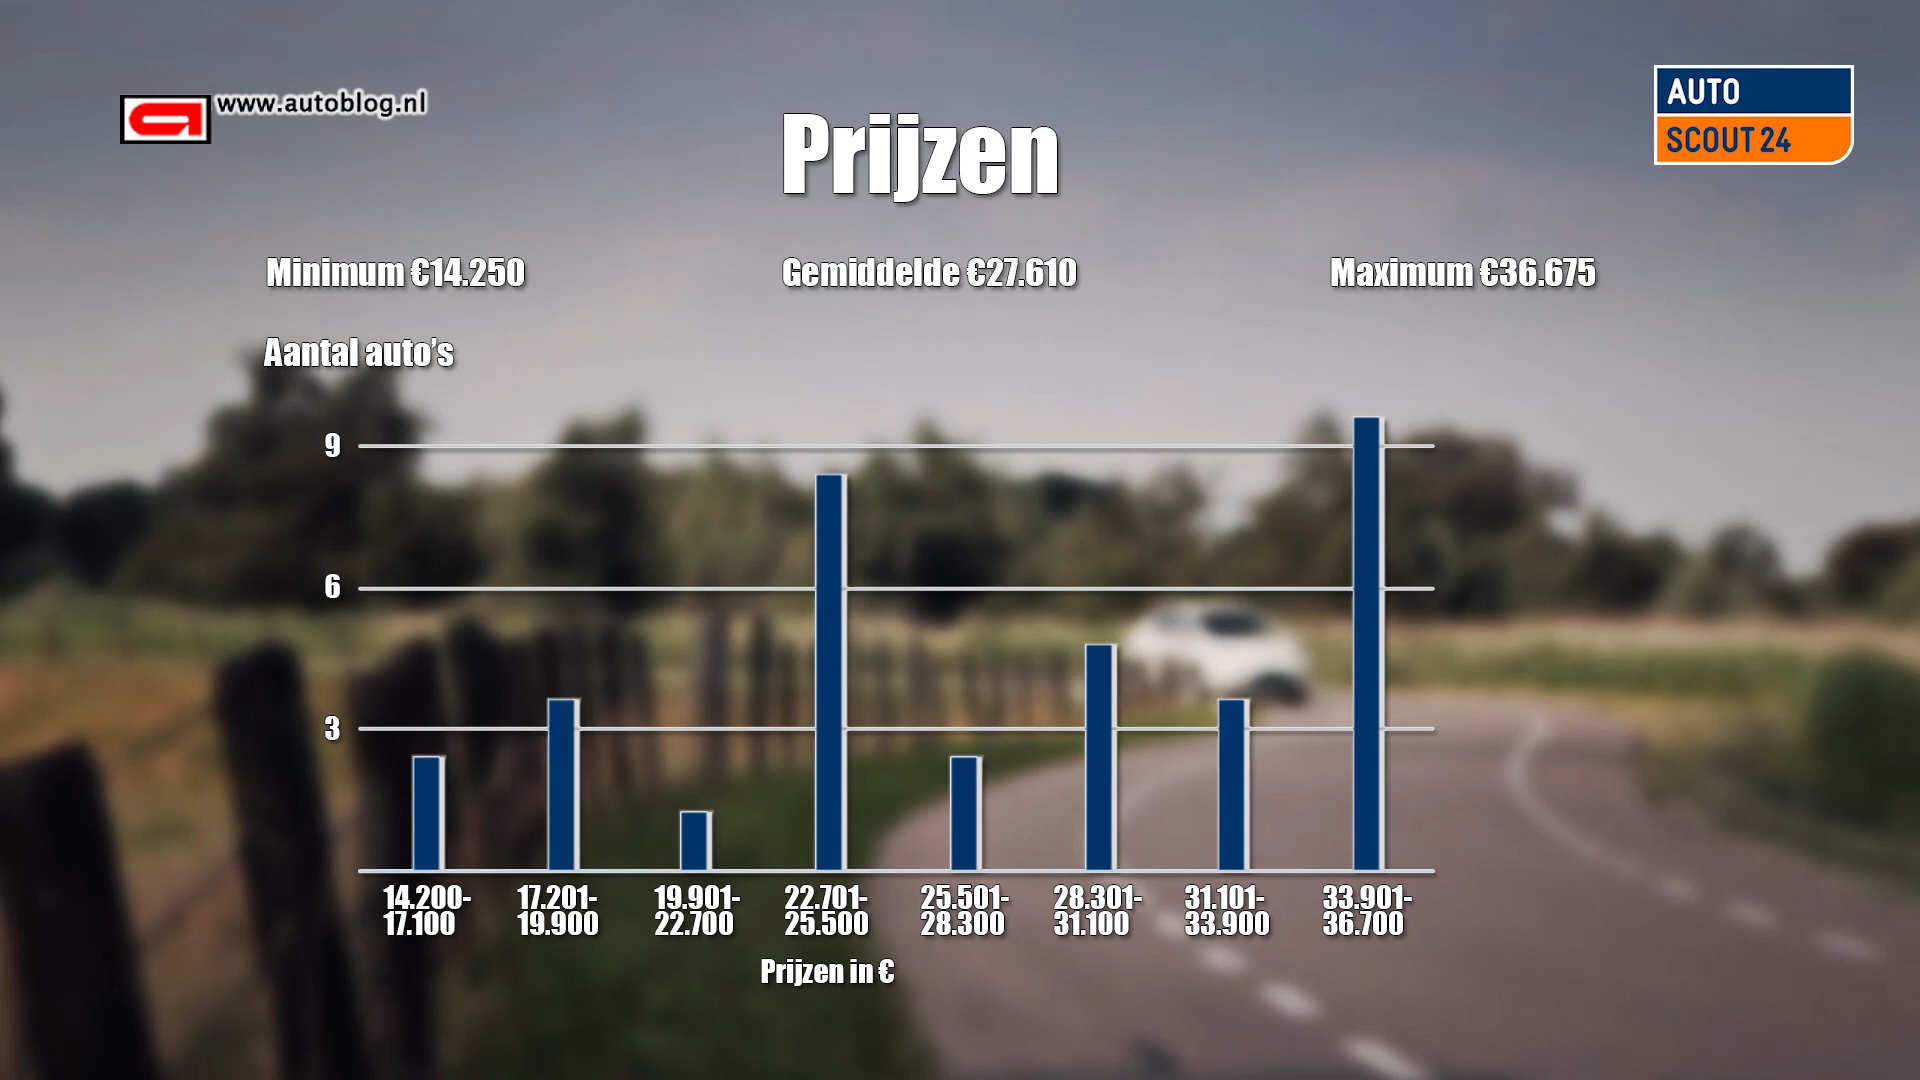 www.autoblog.nl
AUTO
SCOUT24
Prijzen
Minimum €14.250
Gemiddelde €27.610
Maximum €36.675
Aantal auto's
9
6
3
14.200-
17.100
17.201-
19.900
19.901-
22.700
22.701-
25.500
25.501-
28.300
28.301-
31.100
31.101-
33.900
33.901-
36.700
Prijzen in €